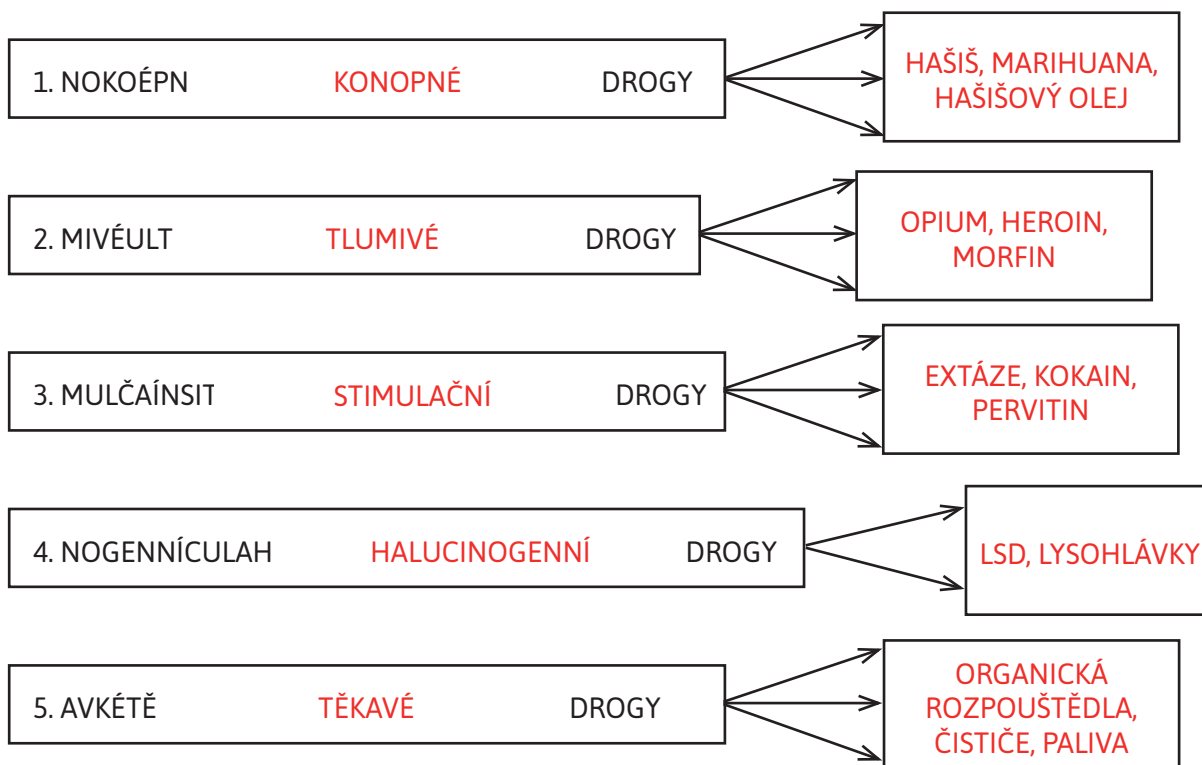 1. NOKOÉPN KONOPNÉ DROGY
HAŠIŠ, MARIHUANA,
HAŠIŠOVÝ OLEJ
2. MIVÉULT TLUMIVÉ DROGY
OPIUM, HEROIN,
MORFIN
3. MULČAÍNSIT STIMULAČNÍ DROGY
EXTÁZE, KOKAIN,
PERVITIN
4. NOGENNÍCULAH HALUCINOGENNÍ DROGY
LSD, LYSOHLÁVKY
5. AVKÉTĚ TĚKAVÉ DROGY
ORGANICKÁ
ROZPOUŠTĚDLA,
ČISTIČE, PALIVA